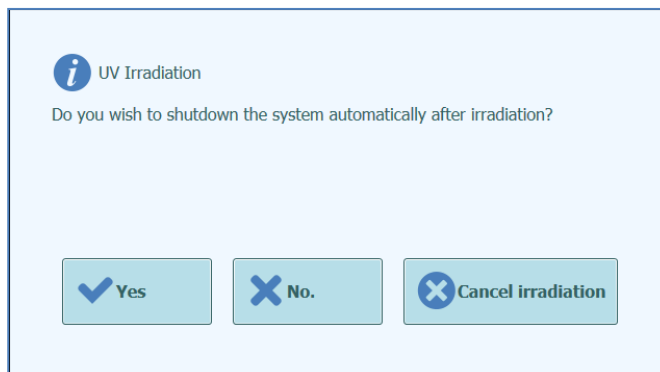 UV Irradiation
Do you wish to shutdown the system automatically after irradiation?
Yes
No.
Cancel irradiation